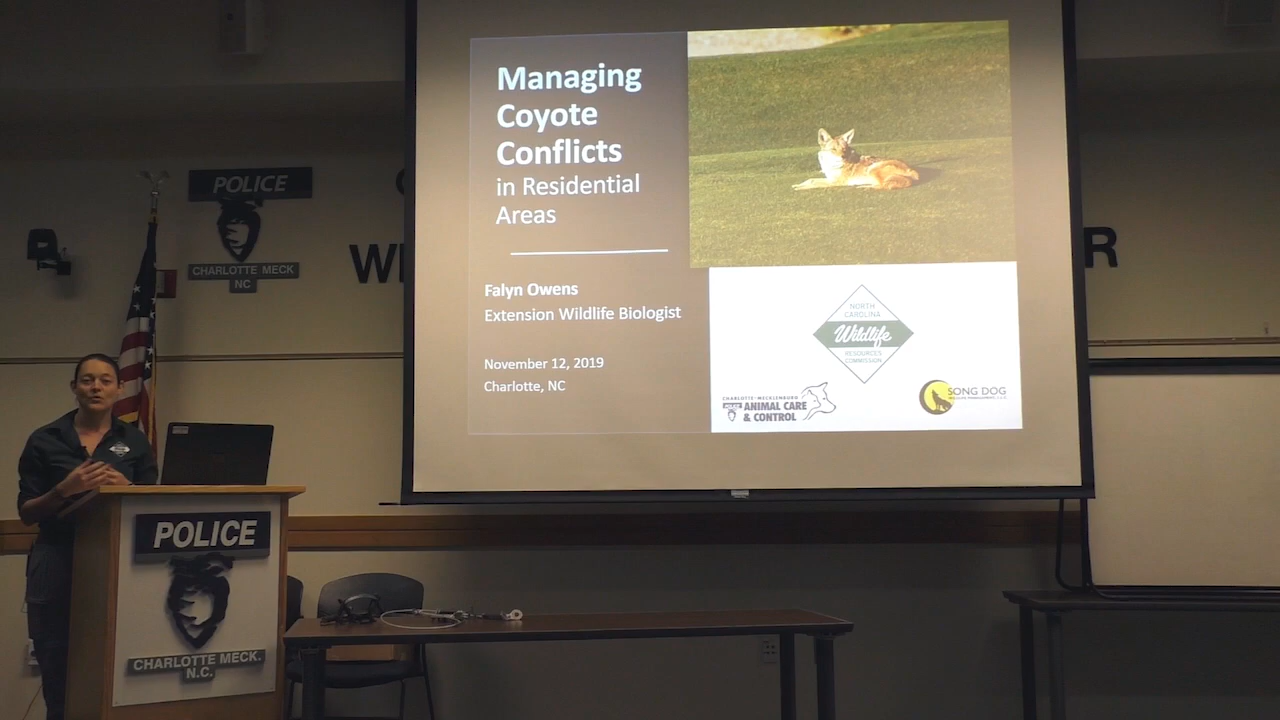 Managing
Coyote
Conflicts
in Residential
Areas
Falyn Owens
Extension Wildlife Biologist
November 12, 2019
Charlotte, NC
NORTH
CAROLINA
Wildlife
RESOURCES
COMMISSION
CHARLOTTE-MECKLENBURG
POLICE
ANIMAL CARE
& CONTROL
SONG DOG
POLICE
CHARLOTTE MECK
NC
W
R
POLICE
CHARLOTTE MECK.
N.C.